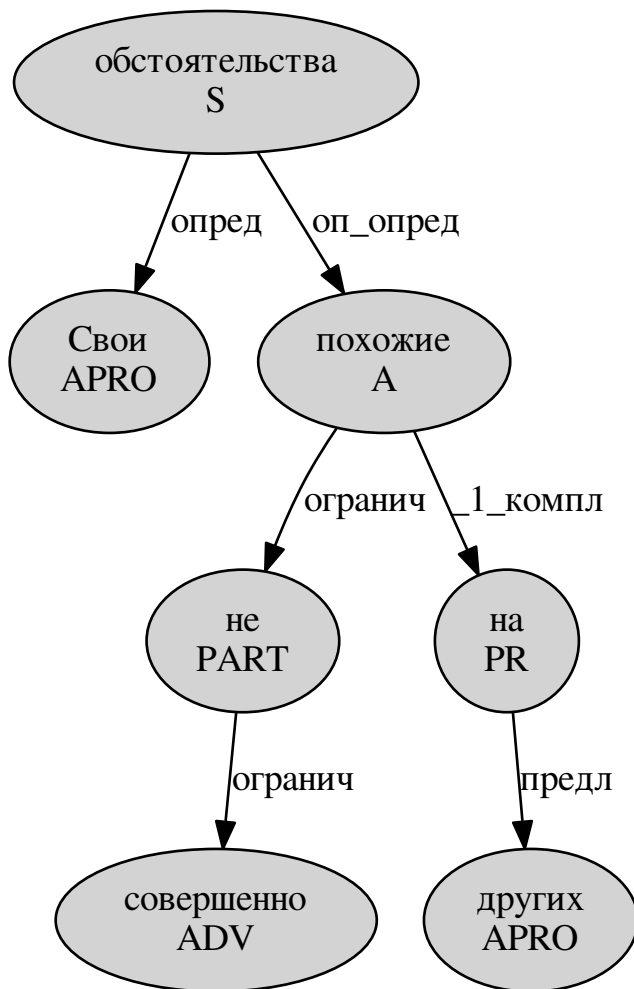 обстоятельства
S
опред
оп_опред
Свои
APRO
похожие
A
огранич
_1_компл
не
PART
на
PR
огранич
предл
совершенно
ADV
других
APRO